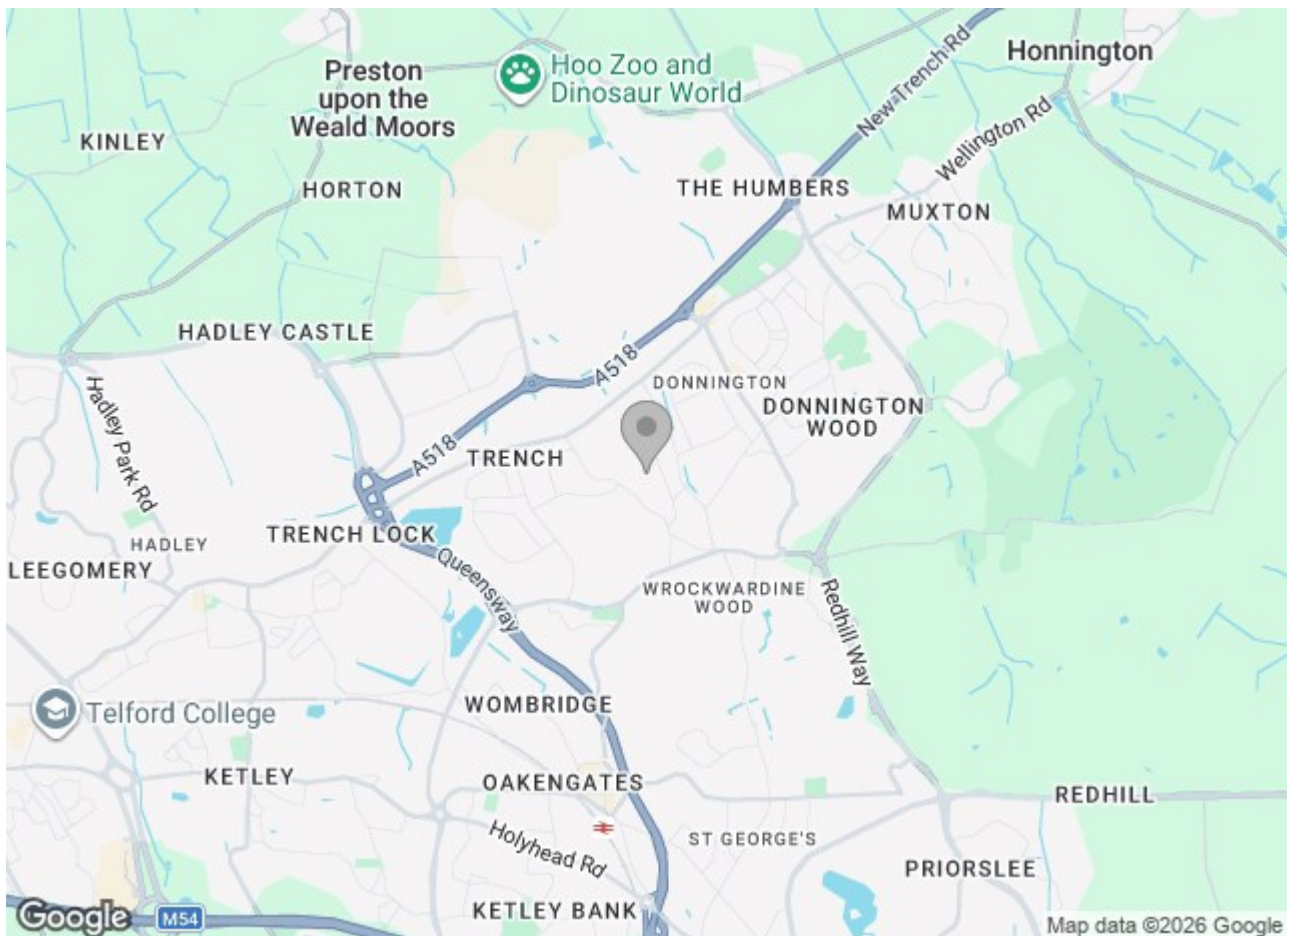 Honnington
Hoo Zoo and
Dinosaur World
Preston
upon the
Weald Moors
New Trench Rd
Wellington Rd
KINLEY
HORTON
THE HUMBERS
MUXTON
HADLEY CASTLE
A518
DONNINGTON
DONNINGTON
WOOD
Hadley Park Rd
A518
TRENCH
TRENCH LOCK
HADLEY
LEEGOMERY
Queensway
WROCKWARDINE
WOOD
Redhill Way
Telford College
WOMBRIDGE
KETLEY
OAKENGATES
REDHILL
Holyhead Rd
ST GEORGE'S
PRIORSLEE
KETLEY BANK
Google
M54
Map data ©2026 Google